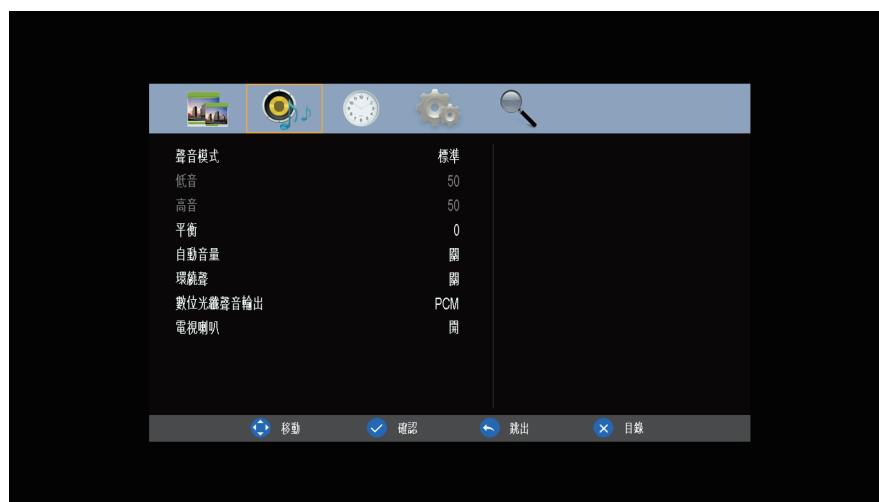 聲音模式 標準
低音 50
高音 50
平衡 0
自動音量 關
環繞聲 關
數位光纖聲音輸出 PCM
電視喇叭 開
移動 確認 跳出 目錄